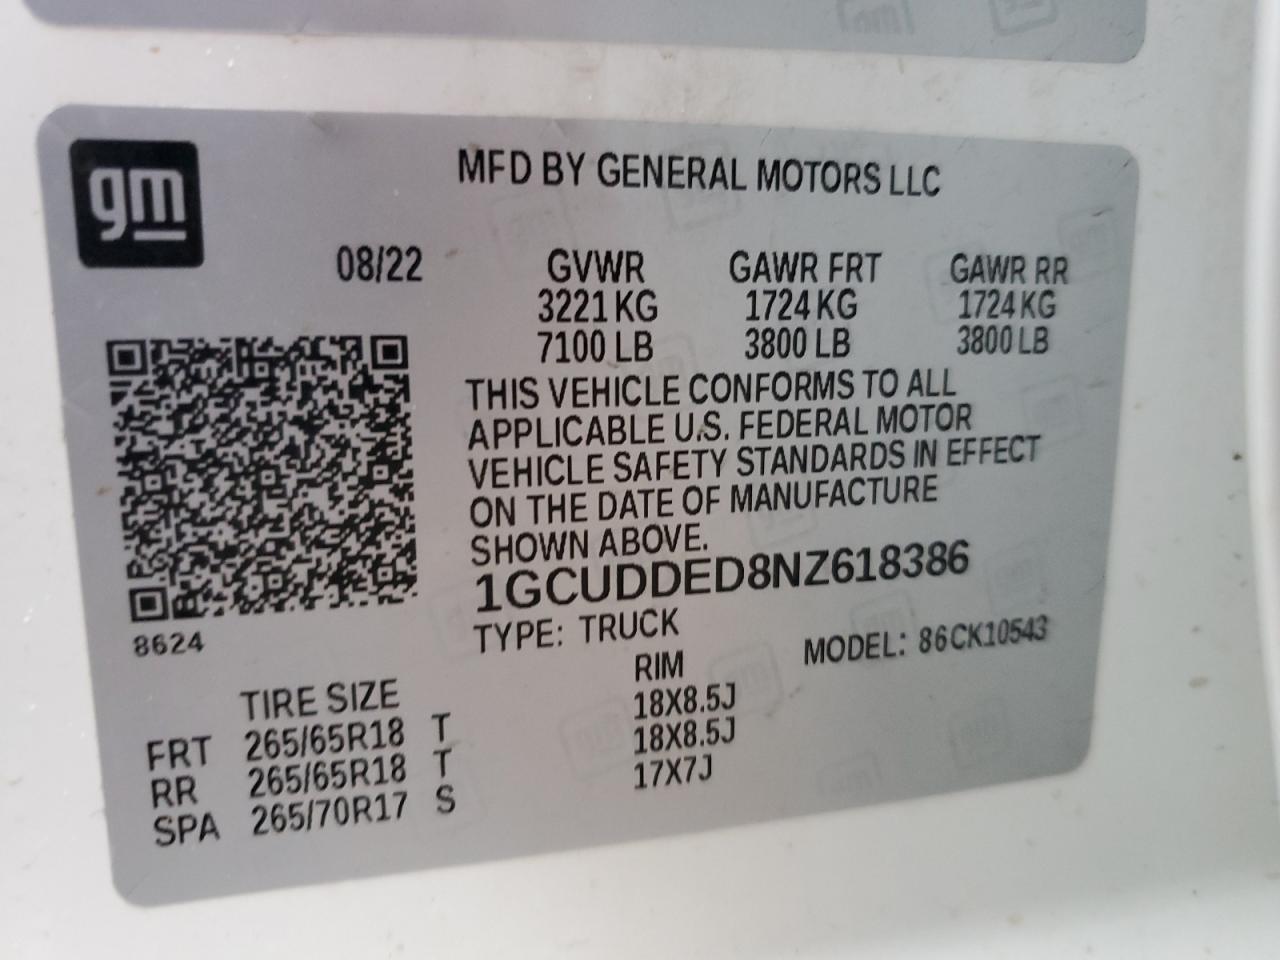 gm
MFD BY GENERAL MOTORS LLC
08/22 GVWR GAWR FRT GAWR RR
3221 KG 1724 KG 1724 KG
7100 LB 3800 LB 3800 LB
THIS VEHICLE CONFORMS TO ALL
APPLICABLE U.S. FEDERAL MOTOR
VEHICLE SAFETY STANDARDS IN EFFECT
ON THE DATE OF MANUFACTURE
SHOWN ABOVE.
1GCUDDED8NZ618386
8624
TYPE: TRUCK MODEL: 86CK10543
TIRE SIZE RIM
FRT 265/65R18 T 18X8.5J
RR 265/65R18 T 18X8.5J
SPA 265/70R17 S 17X7J